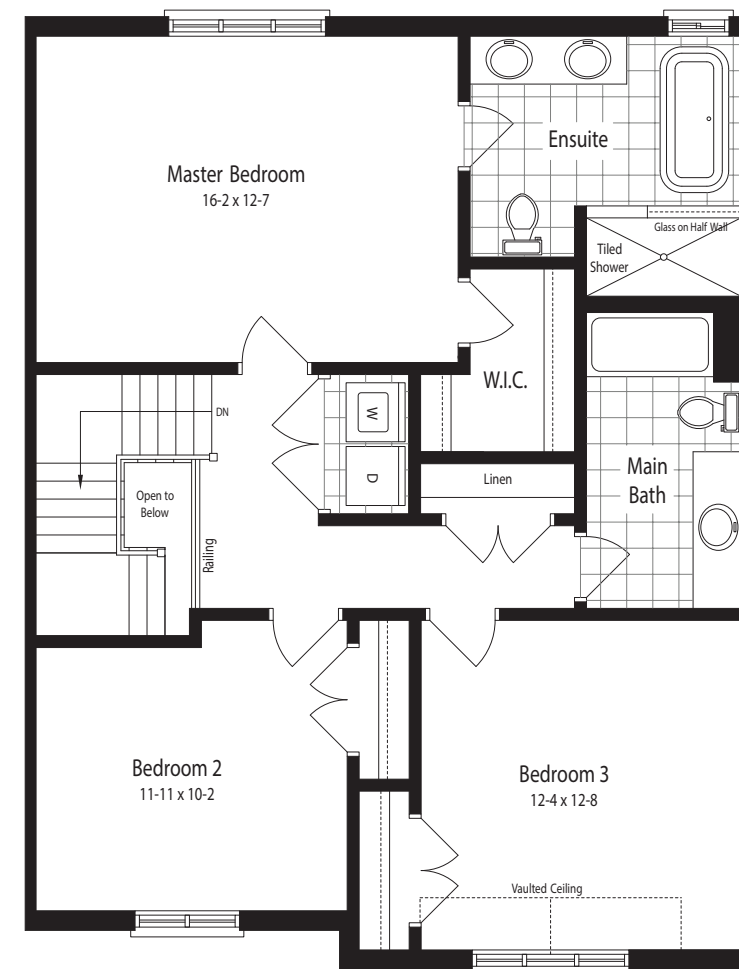 Master Bedroom
16-2 x 12-7
Ensuite
Glass on Half Wall
Tiled
Shower
W.I.C.
DN
W
D
Linen
Main
Bath
Open to
Below
Railing
Bedroom 2
11-11 x 10-2
Bedroom 3
12-4 x 12-8
Vaulted Ceiling